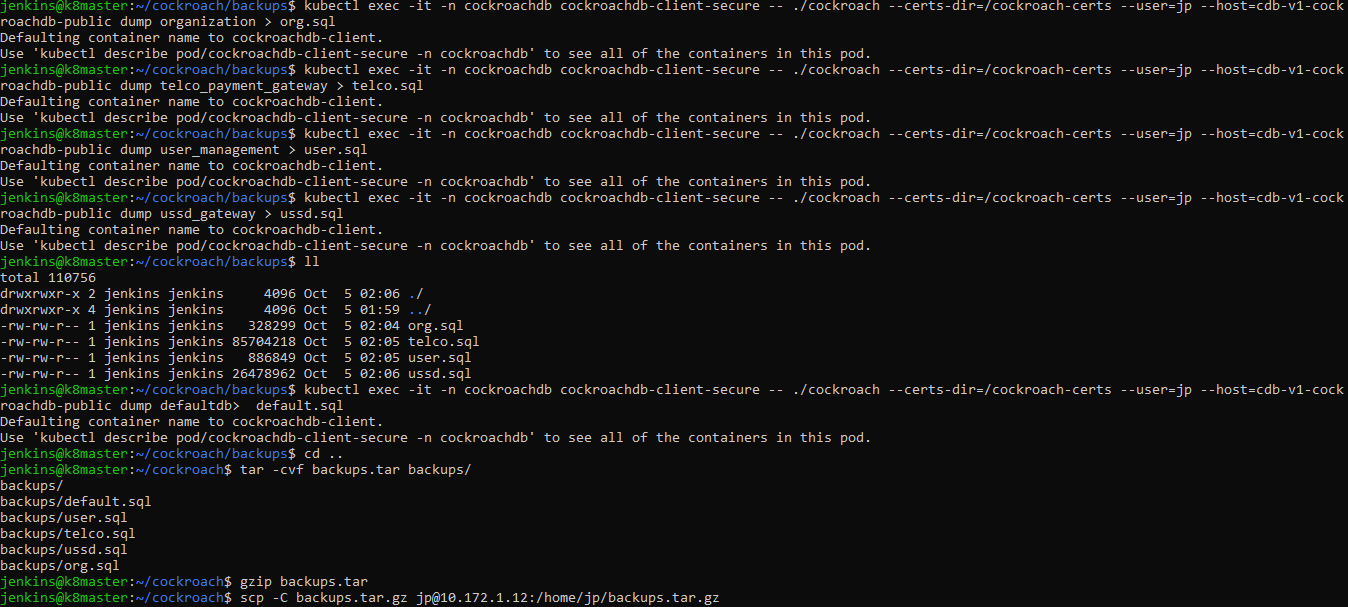 jenkins@k8master:~/cockroach/backups$ kubectl exec -it -n cockroachdb cockroachdb-client-secure -- ./cockroach --certs-dir=/cockroach-certs --user=jp --host=cdb-v1-cock
roachdb-public dump organization > org.sql
Defaulting container name to cockroachdb-client.
Use 'kubectl describe pod/cockroachdb-client-secure -n cockroachdb' to see all of the containers in this pod.
jenkins@k8master:~/cockroach/backups$ kubectl exec -it -n cockroachdb cockroachdb-client-secure -- ./cockroach --certs-dir=/cockroach-certs --user=jp --host=cdb-v1-cock
roachdb-public dump telco_payment_gateway > telco.sql
Defaulting container name to cockroachdb-client.
Use 'kubectl describe pod/cockroachdb-client-secure -n cockroachdb' to see all of the containers in this pod.
jenkins@k8master:~/cockroach/backups$ kubectl exec -it -n cockroachdb cockroachdb-client-secure -- ./cockroach --certs-dir=/cockroach-certs --user=jp --host=cdb-v1-cock
roachdb-public dump user_management > user.sql
Defaulting container name to cockroachdb-client.
Use 'kubectl describe pod/cockroachdb-client-secure -n cockroachdb' to see all of the containers in this pod.
jenkins@k8master:~/cockroach/backups$ kubectl exec -it -n cockroachdb cockroachdb-client-secure -- ./cockroach --certs-dir=/cockroach-certs --user=jp --host=cdb-v1-cock
roachdb-public dump ussd_gateway > ussd.sql
Defaulting container name to cockroachdb-client.
Use 'kubectl describe pod/cockroachdb-client-secure -n cockroachdb' to see all of the containers in this pod.
jenkins@k8master:~/cockroach/backups$ ll
total 110756
drwxrwxr-x 2 jenkins jenkins     4096 Oct  5 02:06 ./
drwxrwxr-x 4 jenkins jenkins     4096 Oct  5 01:59 ../
-rw-rw-r-- 1 jenkins jenkins   328299 Oct  5 02:04 org.sql
-rw-rw-r-- 1 jenkins jenkins 85704218 Oct  5 02:05 telco.sql
-rw-rw-r-- 1 jenkins jenkins   886849 Oct  5 02:05 user.sql
-rw-rw-r-- 1 jenkins jenkins 26478962 Oct  5 02:06 ussd.sql
jenkins@k8master:~/cockroach/backups$ kubectl exec -it -n cockroachdb cockroachdb-client-secure -- ./cockroach --certs-dir=/cockroach-certs --user=jp --host=cdb-v1-cock
roachdb-public dump defaultdb>  default.sql
Defaulting container name to cockroachdb-client.
Use 'kubectl describe pod/cockroachdb-client-secure -n cockroachdb' to see all of the containers in this pod.
jenkins@k8master:~/cockroach/backups$ cd ..
jenkins@k8master:~/cockroach$ tar -cvf backups.tar backups/
backups/
backups/default.sql
backups/user.sql
backups/telco.sql
backups/ussd.sql
backups/org.sql
jenkins@k8master:~/cockroach$ gzip backups.tar
jenkins@k8master:~/cockroach$ scp -C backups.tar.gz jp@10.172.1.12:/home/jp/backups.tar.gz